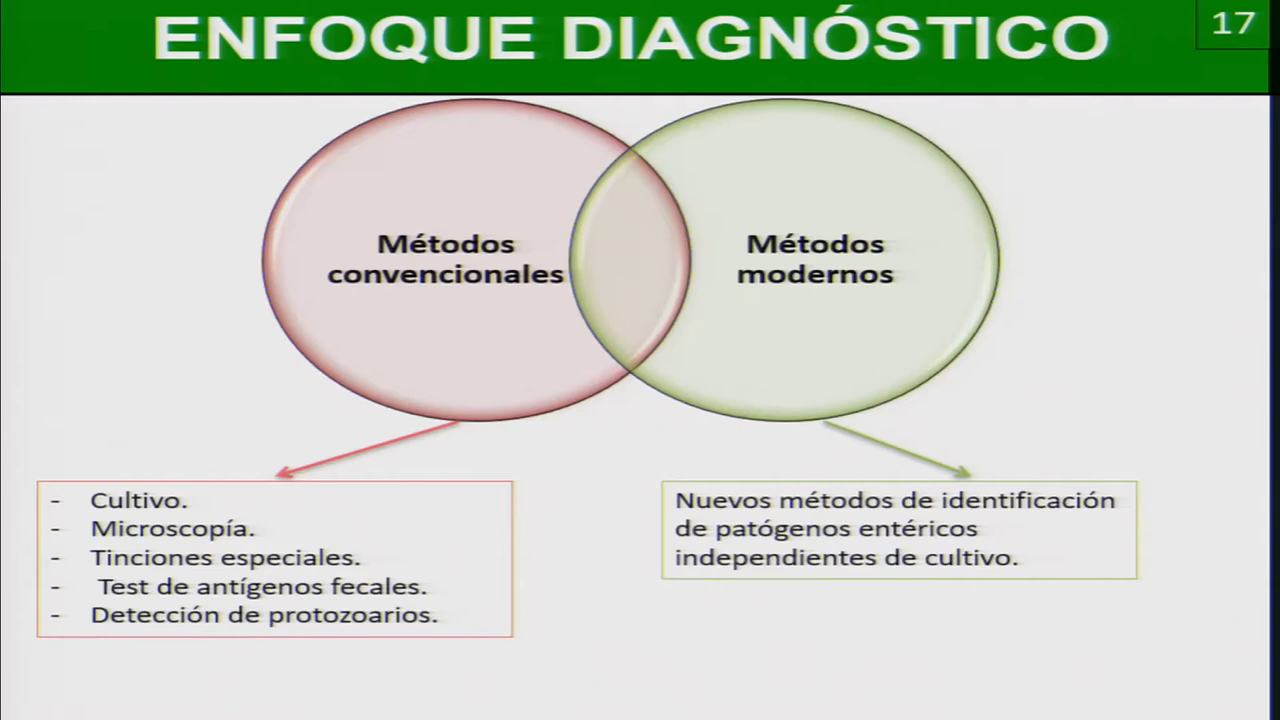 ENFOQUE DIAGNÓSTICO
17
Métodos
convencionales
Métodos
modernos
- Cultivo.
- Microscopía.
- Tinciones especiales.
- Test de antígenos fecales.
- Detección de protozoarios.
Nuevos métodos de identificación
de patógenos entéricos
independientes de cultivo.